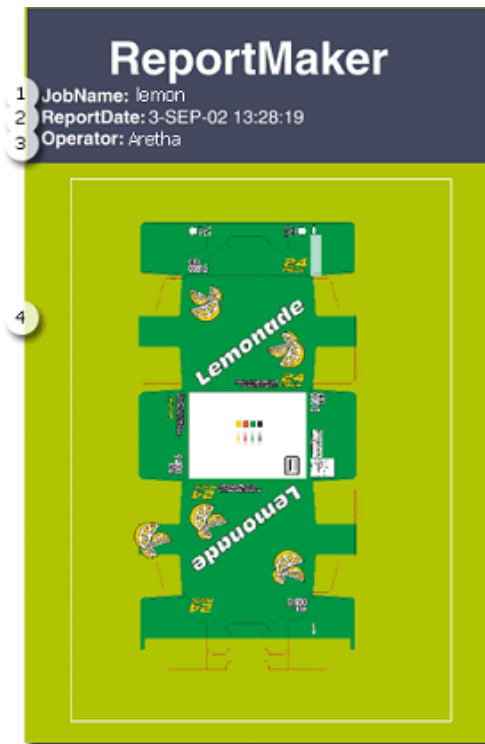 ReportMaker
1 JobName: lemon
2 ReportDate: 3-SEP-02 13:28:19
3 Operator: Aretha
24
4
Lemonade
24
24
Lemonade
24